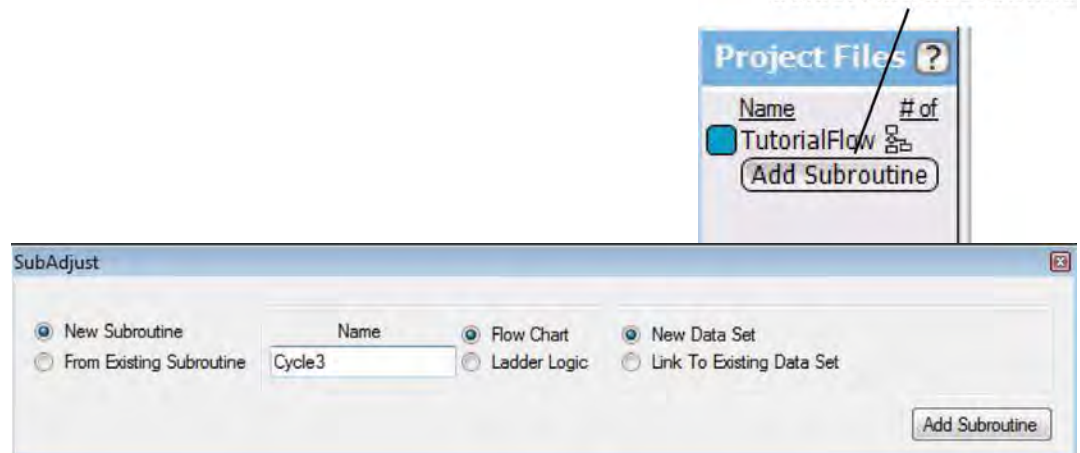 Project Files ?
Name # of
TutorialFlow
Add Subroutine
SubAdjust
New Subroutine
From Existing Subroutine
Name
Cycle3
Flow Chart
Ladder Logic
New Data Set
Link To Existing Data Set
Add Subroutine